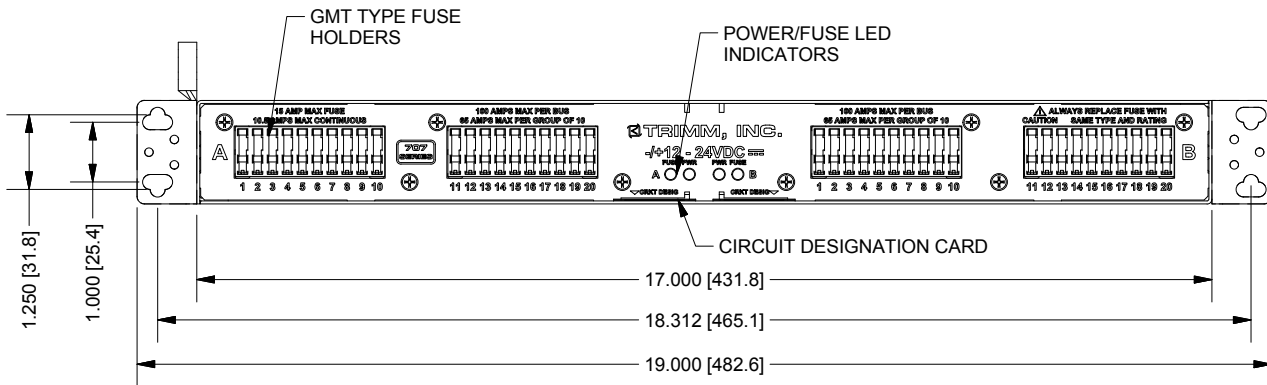 GMT TYPE FUSE
HOLDERS
POWER/FUSE LED
INDICATORS
15 AMP MAX FUSE
10.5 AMPS MAX CONTINUOUS
100 AMPS MAX PER BUS
65 AMPS MAX PER GROUP OF 10
100 AMPS MAX PER BUS
65 AMPS MAX PER GROUP OF 10
ALWAYS REPLACE FUSE WITH
CAUTION SAME TYPE AND RATING
TRIMM, INC.
A
707
SERIES
-/+12 - 24VDC
B
FUSE PWR PWR FUSE
A B
1 2 3 4 5 6 7 8 9 10
11 12 13 14 15 16 17 18 19 20
1 2 3 4 5 6 7 8 9 10
11 12 13 14 15 16 17 18 19 20
CRKT DESIG
CRKT DESIG
CIRCUIT DESIGNATION CARD
1.250 [31.8]
1.000 [25.4]
17.000 [431.8]
18.312 [465.1]
19.000 [482.6]